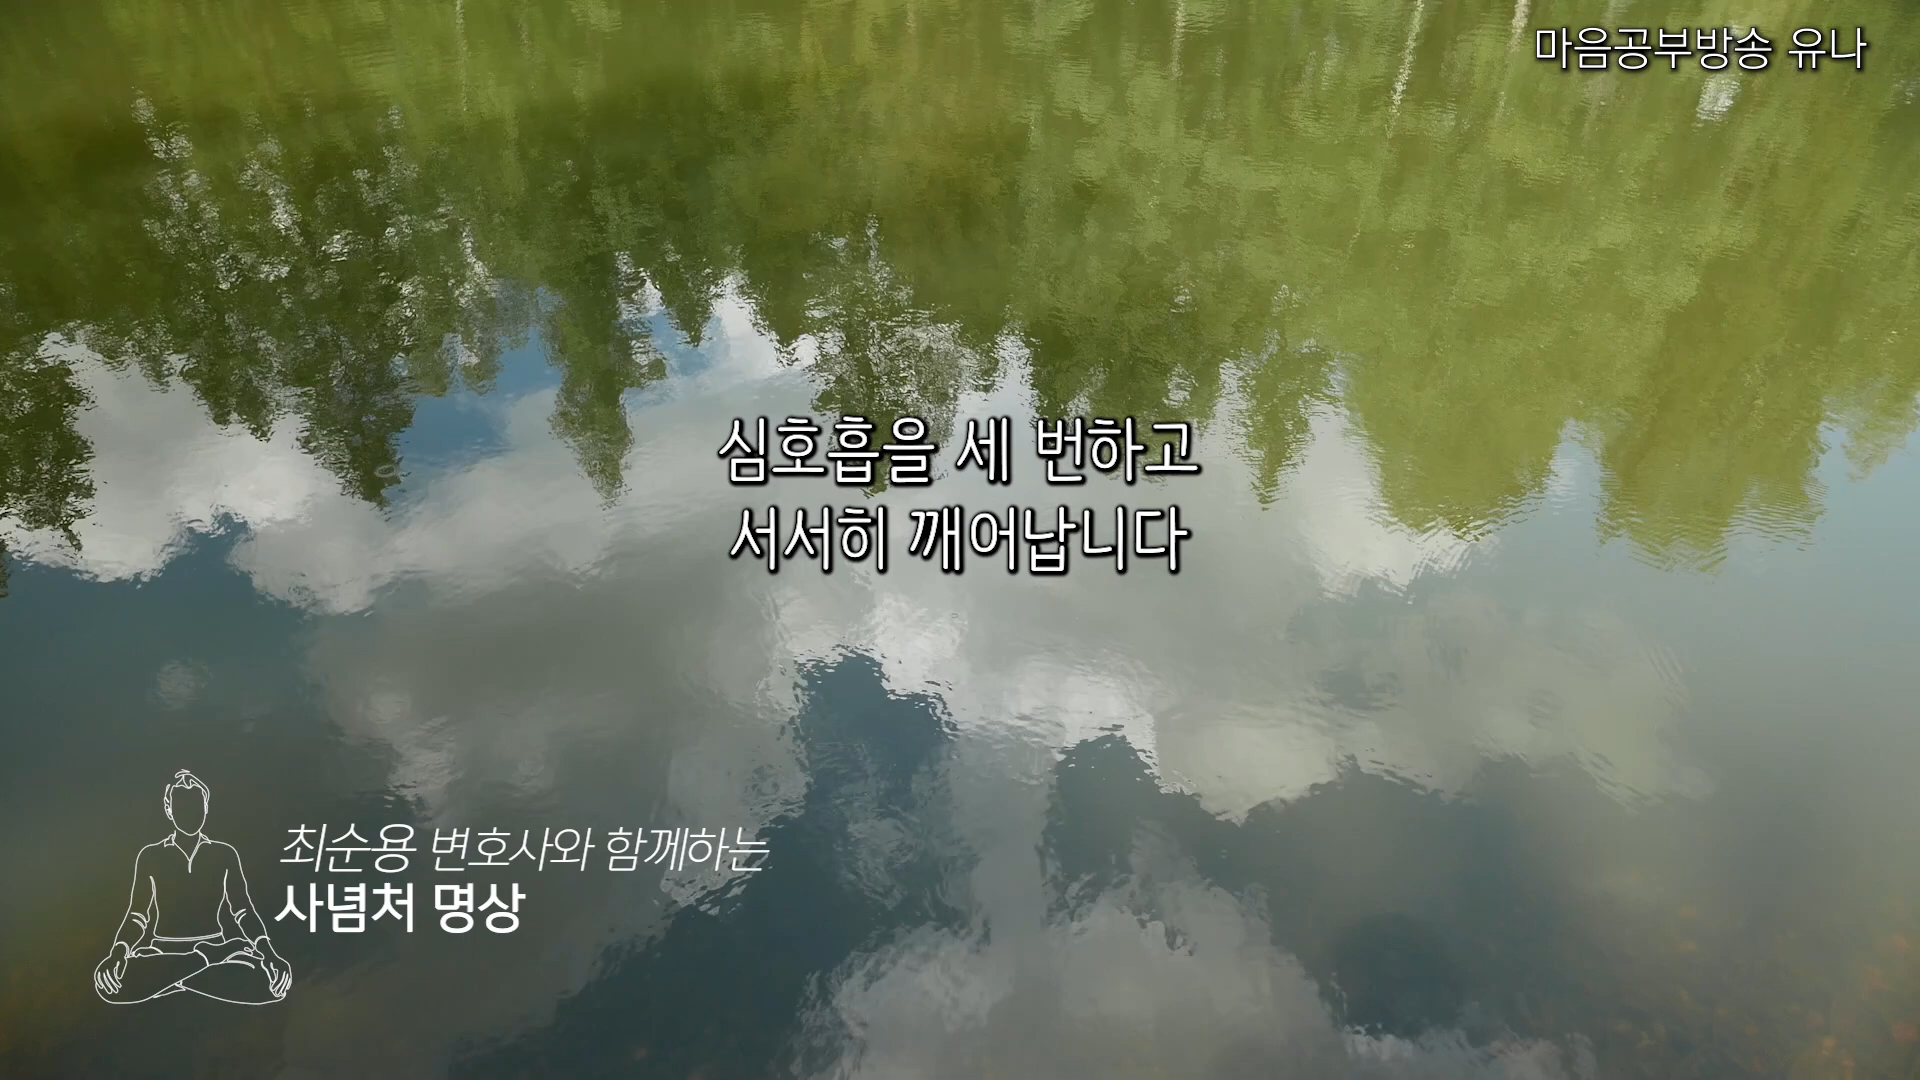 마음공부방송 유나
심호흡을 세 번하고
서서히 깨어납니다
최순용 변호사와 함께하는
사념처 명상